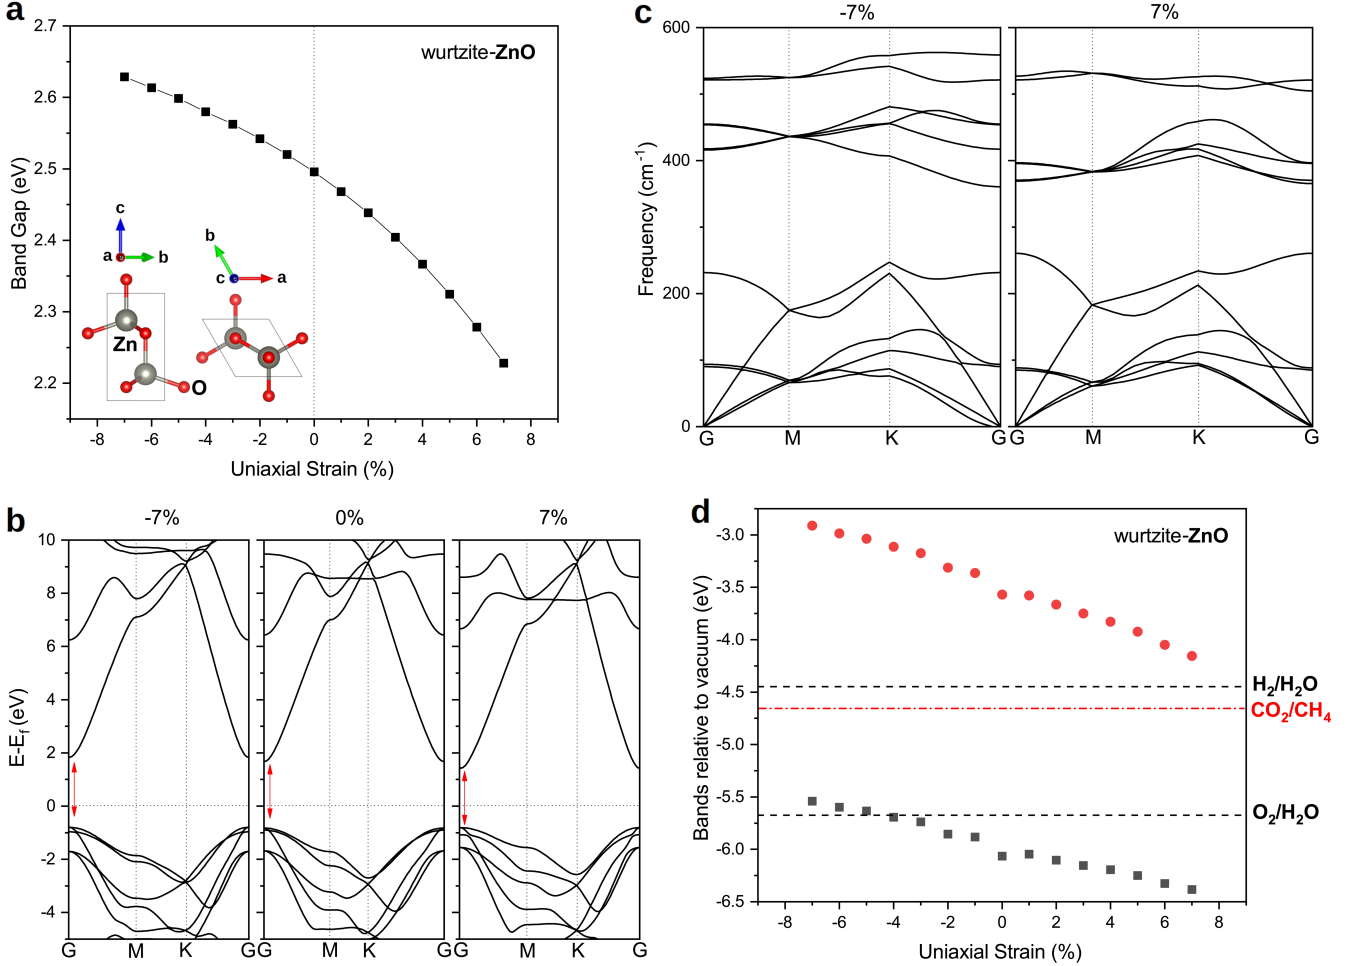 a
2.7
2.6
2.5
2.4
2.3
2.2
Band Gap (eV)
wurtzite-ZnO
c
a
b
b
c
a
Zn
O
-8
-6
-4
-2
0
2
4
6
8
Uniaxial Strain (%)
b
-7%
0%
7%
10
8
6
4
2
0
-2
-4
E-Ef (eV)
G
M
K
G
M
K
G
M
K
G
c
-7%
7%
600
400
200
0
Frequency (cm-1)
G
M
K
G
G
M
K
G
d
wurtzite-ZnO
-3.0
-3.5
-4.0
-4.5
-5.0
-5.5
-6.0
-6.5
Bands relative to vacuum (eV)
H2/H2O
CO2/CH4
O2/H2O
-8
-6
-4
-2
0
2
4
6
8
Uniaxial Strain (%)